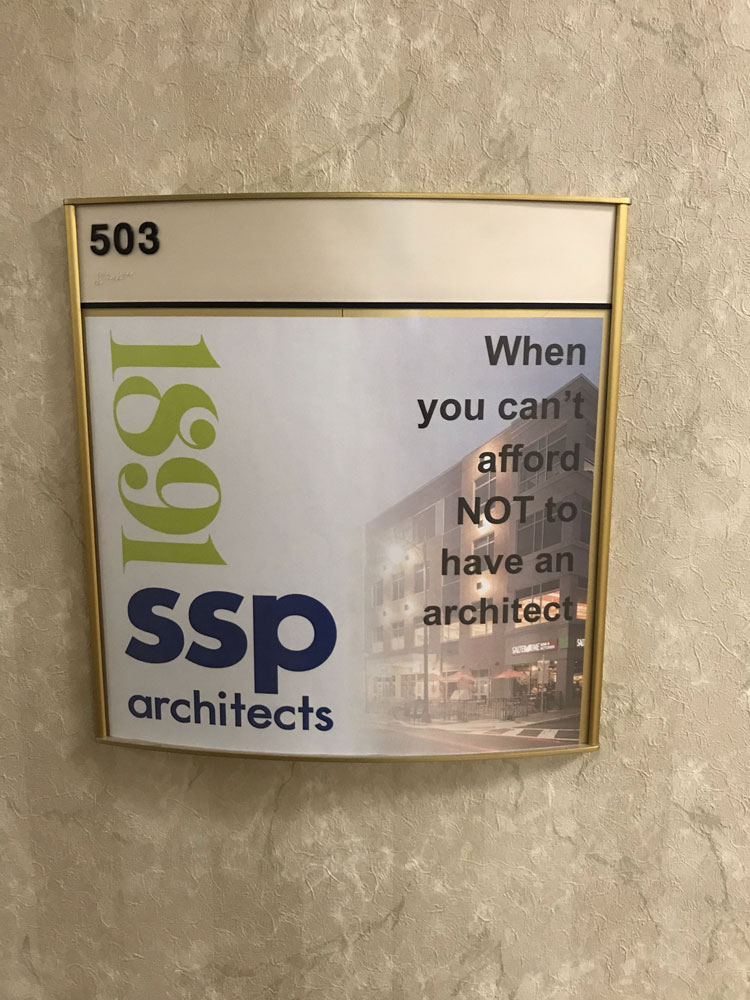 503
1891
ssp
architects
When
you can't
afford
NOT to
have an
architect